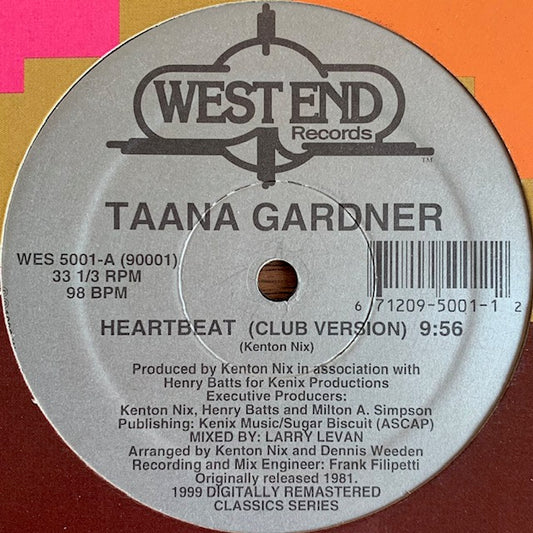 WEST END
Records
TM
TAANA GARDNER
WES 5001-A (90001)
33 1/3 RPM
98 BPM
6 71209-5001-1 2
HEARTBEAT (CLUB VERSION) 9:56
(Kenton Nix)
Produced by Kenton Nix in association with
Henry Batts for Kenix Productions
Executive Producers:
Kenton Nix, Henry Batts and Milton A. Simpson
Publishing: Kenix Music/Sugar Biscuit (ASCAP)
MIXED BY: LARRY LEVAN
Arranged by Kenton Nix and Dennis Weeden
Recording and Mix Engineer: Frank Filipetti
Originally released 1981.
1999 DIGITALLY REMASTERED
CLASSICS SERIES